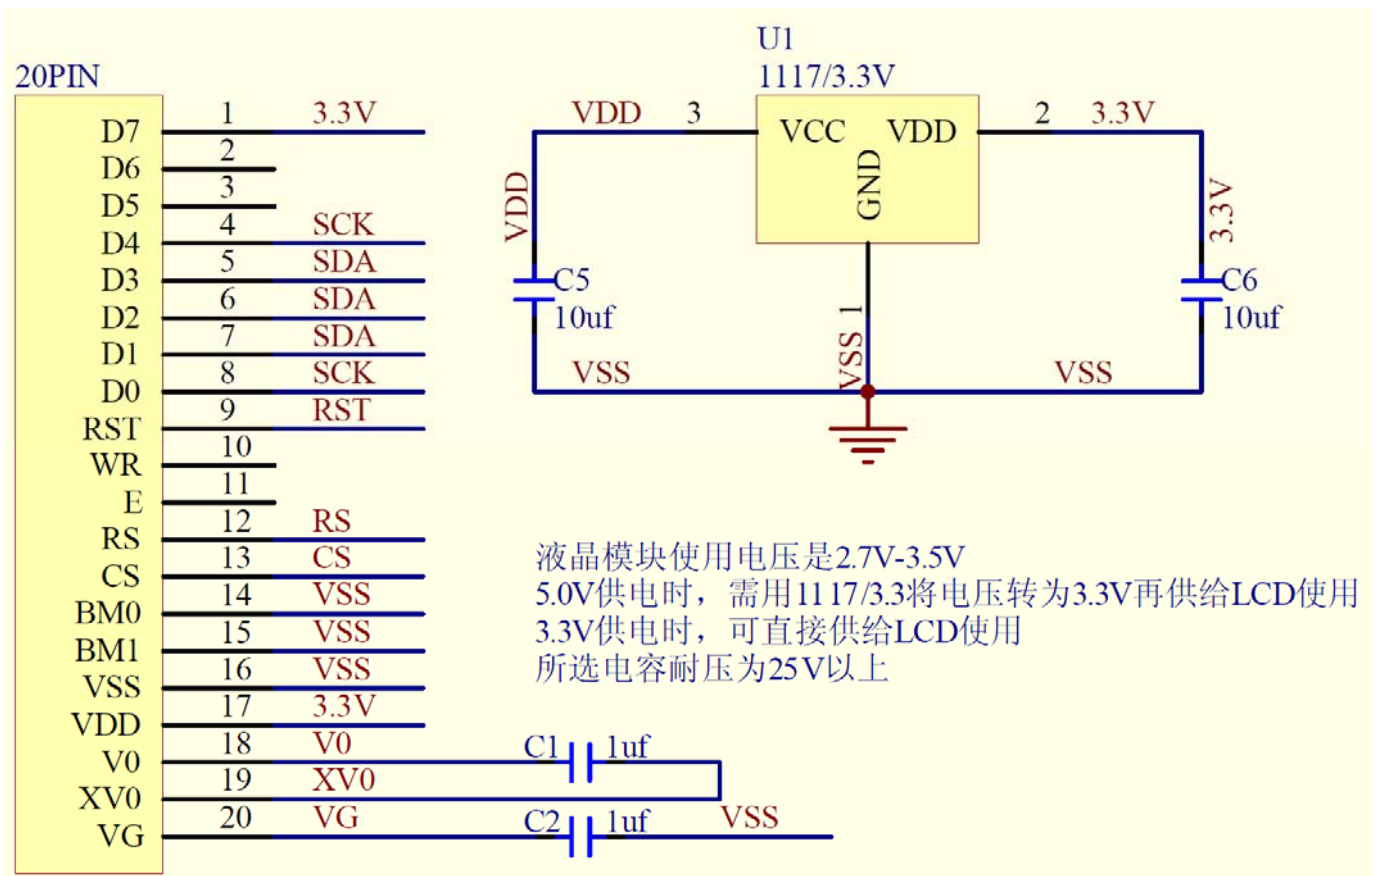 20PIN
D7 1 3.3V
D6 2
D5 3
D4 4 SCK
D3 5 SDA
D2 6 SDA
D1 7 SDA
D0 8 SCK
RST 9 RST
WR 10
E 11
RS 12 RS
CS 13 CS
BM0 14 VSS
BM1 15 VSS
VSS 16 VSS
VDD 17 3.3V
V0 18 V0 C1 1uf
XV0 19 XV0
VG 20 VG C2 1uf VSS
U1
1117/3.3V
VDD 3 VCC VDD 2 3.3V
GND
VDD
3.3V
C5
10uf
C6
10uf
1
VSS
VSS
VSS
液晶模块使用电压是2.7V-3.5V
5.0V供电时，需用1117/3.3将电压转为3.3V再供给LCD使用
3.3V供电时，可直接供给LCD使用
所选电容耐压为25V以上